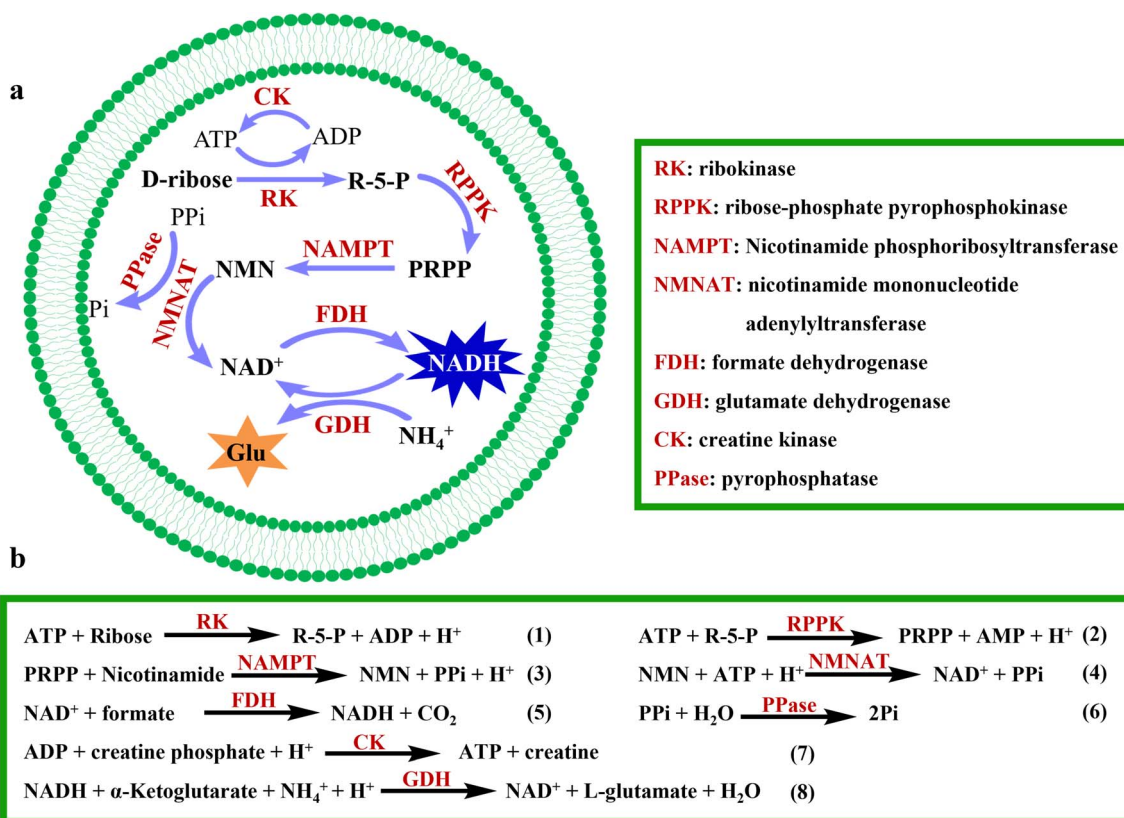 a
CK
ATP
ADP
D-ribose
R-5-P
RK
RPPK
PPi
PPase
Pi
NMN
NAMPT
PRPP
NMNAT
FDH
NAD⁺
NADH
GDH
NH₄⁺
Glu
RK: ribokinase
RPPK: ribose-phosphate pyrophosphokinase
NAMPT: Nicotinamide phosphoribosyltransferase
NMNAT: nicotinamide mononucleotide
adenylyltransferase
FDH: formate dehydrogenase
GDH: glutamate dehydrogenase
CK: creatine kinase
PPase: pyrophosphatase
b
RK
ATP + Ribose R-5-P + ADP + H⁺ (1)
RPPK
ATP + R-5-P PRPP + AMP + H⁺ (2)
NAMPT
PRPP + Nicotinamide NMN + PPi + H⁺ (3)
NMNAT
NMN + ATP + H⁺ NAD⁺ + PPi (4)
FDH
NAD⁺ + formate NADH + CO₂ (5)
PPase
PPi + H₂O 2Pi (6)
CK
ADP + creatine phosphate + H⁺ ATP + creatine (7)
GDH
NADH + α-Ketoglutarate + NH₄⁺ + H⁺ NAD⁺ + L-glutamate + H₂O (8)